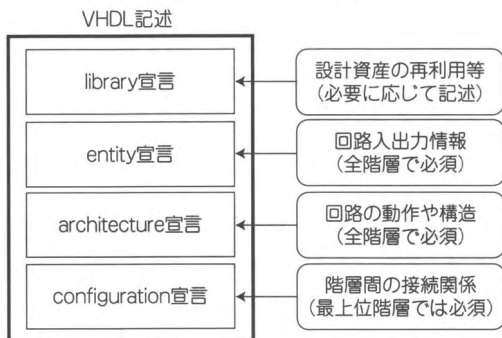 VHDL記述
library宣言
設計資産の再利用等
(必要に応じて記述)
entity宣言
回路入出力情報
(全階層で必須)
architecture宣言
回路の動作や構造
(全階層で必須)
configuration宣言
階層間の接続関係
(最上位階層では必須)